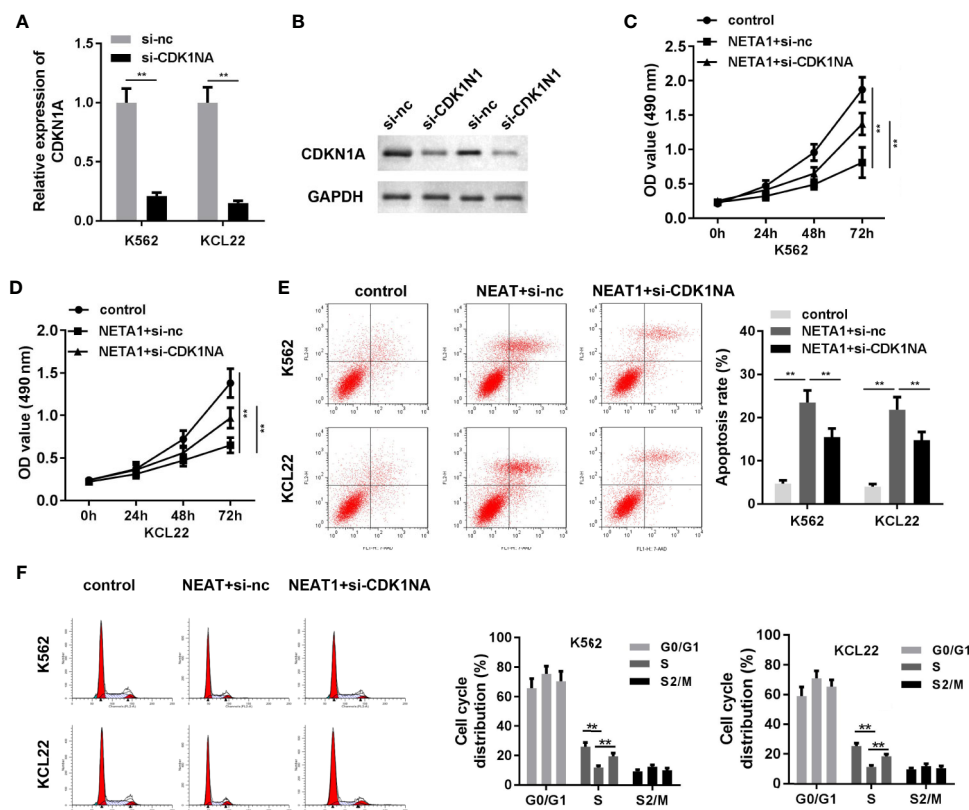 A
si-nc
si-CDK1NA
Relative expression of
CDKN1A
1.5
1.0
0.5
0.0
**
**
K562
KCL22
B
si-nc
si-CDK1N1
si-nc
si-CDK1N1
CDKN1A
GAPDH
C
control
NETA1+si-nc
NETA1+si-CDK1NA
OD value (490 nm)
2.5
2.0
1.5
1.0
0.5
0.0
**
**
0h 24h 48h 72h
K562
D
control
NETA1+si-nc
NETA1+si-CDK1NA
OD value (490 nm)
2.0
1.5
1.0
0.5
0.0
**
**
0h 24h 48h 72h
KCL22
E
control NEAT+si-nc NEAT1+si-CDK1NA
K562
KCL22
FL2-H
FL1-H: 7-AAD
control
NETA1+si-nc
NETA1+si-CDK1NA
Apoptosis rate (%)
40
30
20
10
0
** **
** **
K562 KCL22
F
control NEAT+si-nc NEAT1+si-CDK1NA
K562
KCL22
Cell cycle
distribution (%)
100
80
60
40
20
0
K562
G0/G1
S
S2/M
**
**
G0/G1 S S2/M
Cell cycle
distribution (%)
100
80
60
40
20
0
KCL22
G0/G1
S
S2/M
**
**
G0/G1 S S2/M